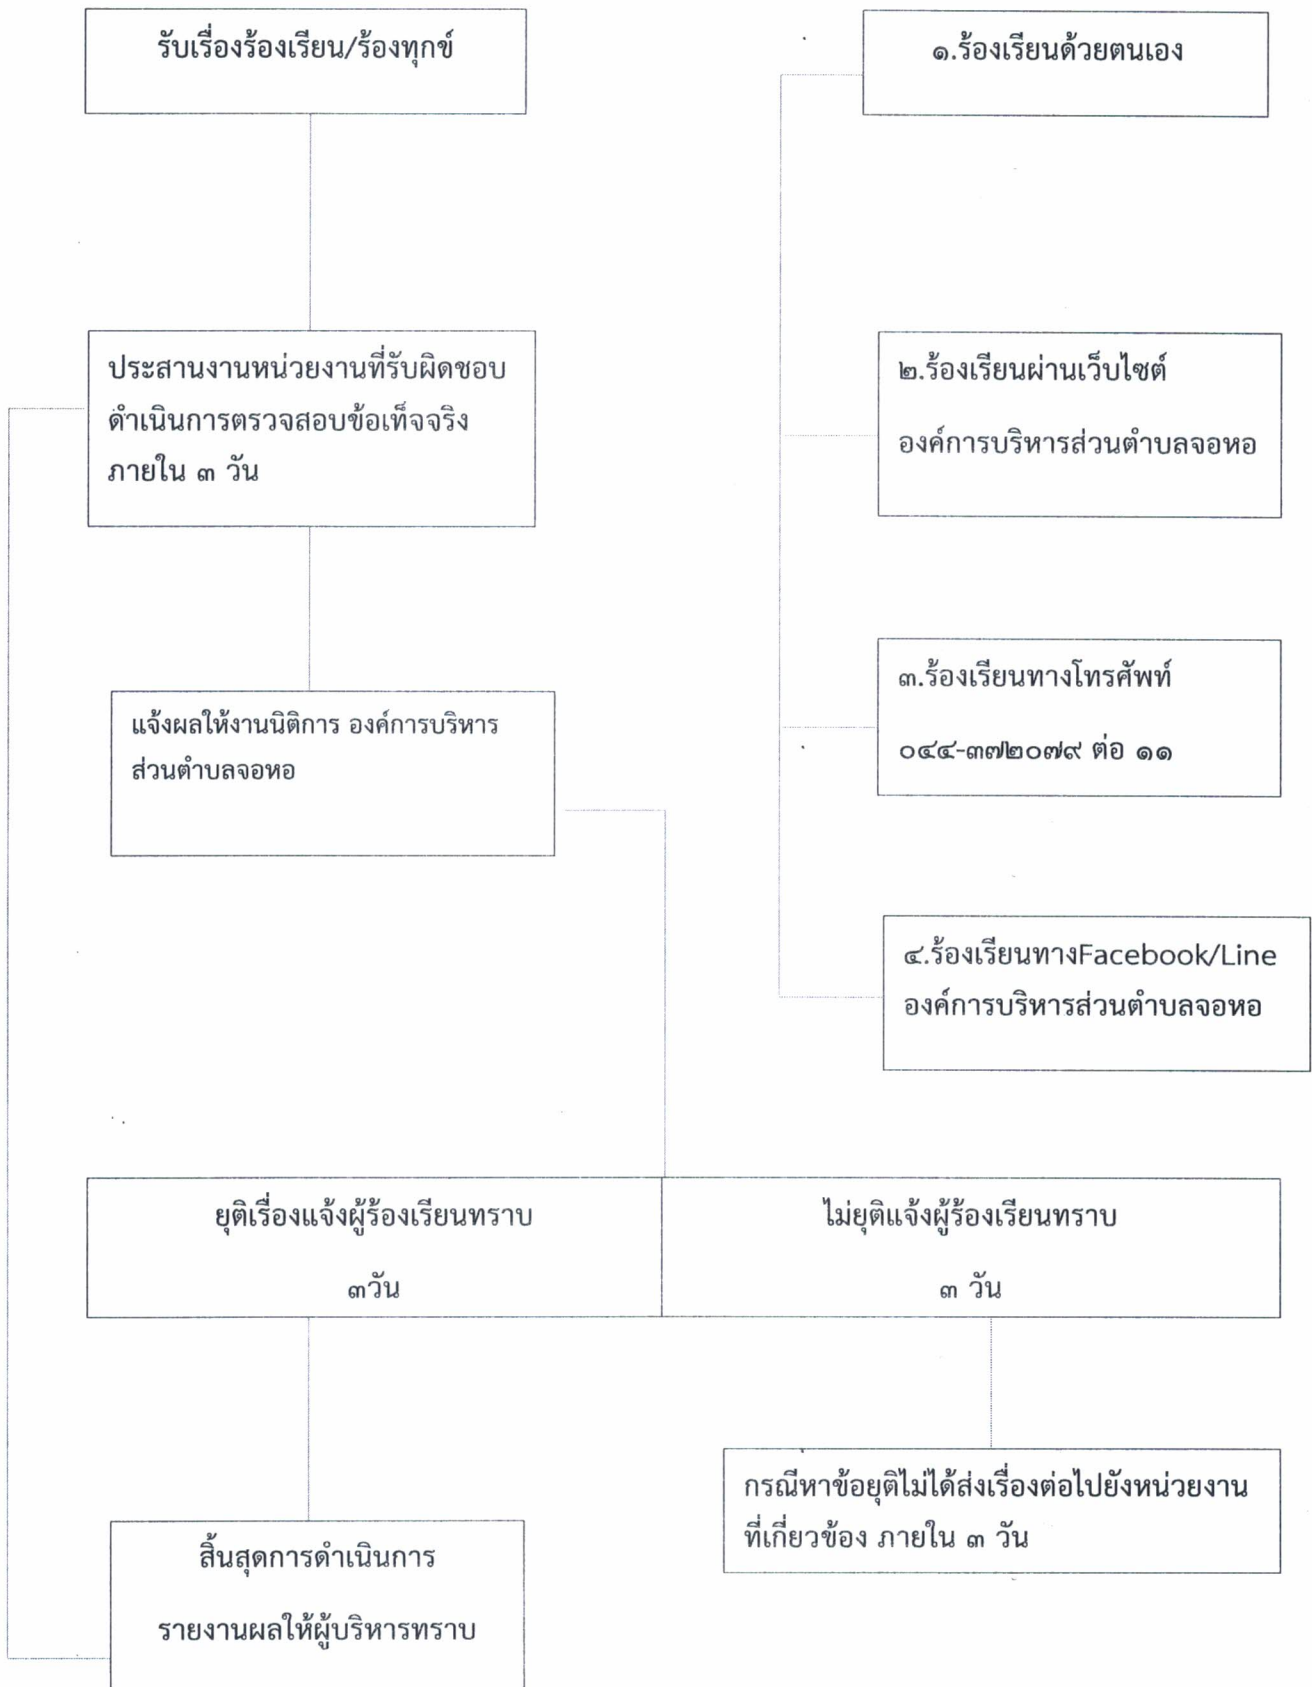 รับเรื่องร้องเรียน/ร้องทุกข์
๑.ร้องเรียนด้วยตนเอง
ประสานงานหน่วยงานที่รับผิดชอบ
ดำเนินการตรวจสอบข้อเท็จจริง
ภายใน ๓ วัน
๒.ร้องเรียนผ่านเว็บไซต์
องค์การบริหารส่วนตำบลจอหอ
๓.ร้องเรียนทางโทรศัพท์
๐๔๔-๓๗๒๐๗๙ ต่อ ๑๑
แจ้งผลให้งานนิติการ องค์การบริหาร
ส่วนตำบลจอหอ
๔.ร้องเรียนทางFacebook/Line
องค์การบริหารส่วนตำบลจอหอ
ยุติเรื่องแจ้งผู้ร้องเรียนทราบ
๓วัน
ไม่ยุติแจ้งผู้ร้องเรียนทราบ
๓ วัน
กรณีหาข้อยุติไม่ได้ส่งเรื่องต่อไปยังหน่วยงาน
ที่เกี่ยวข้อง ภายใน ๓ วัน
สิ้นสุดการดำเนินการ
รายงานผลให้ผู้บริหารทราบ